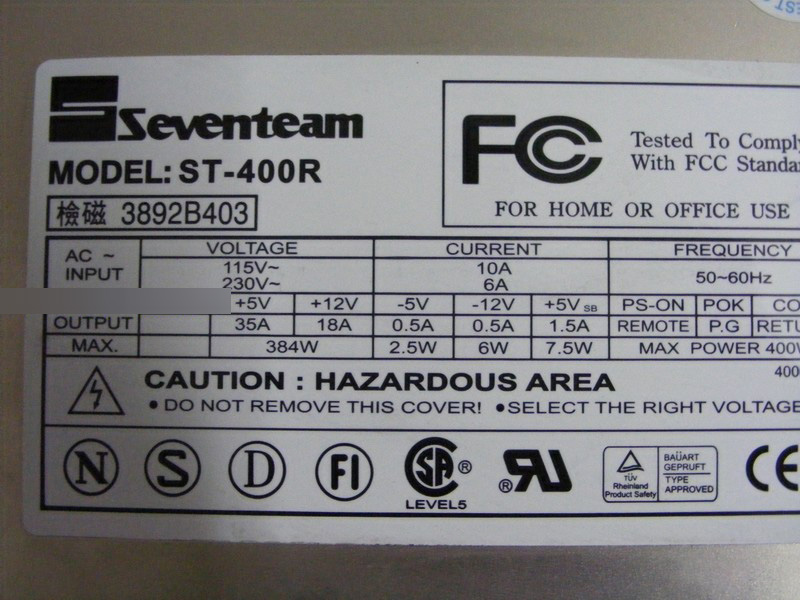 EST
Seventeam
MODEL: ST-400R
檢磁 3892B403
FC
Tested To Comply
With FCC Standa
FOR HOME OR OFFICE USE
AC ~ INPUT VOLTAGE CURRENT FREQUENCY
115V~ 10A 50~60Hz
230V~ 6A
+5V +12V -5V -12V +5V SB PS-ON POK CO
OUTPUT 35A 18A 0.5A 0.5A 1.5A REMOTE P.G RETU
MAX. 384W 2.5W 6W 7.5W MAX POWER 400W
400
CAUTION : HAZARDOUS AREA
• DO NOT REMOVE THIS COVER! •SELECT THE RIGHT VOLTAGE
N S D FI SA ® ® RU TÜV Rheinland Product Safety BAUART GEPRUFT TYPE APPROVED CE
LEVEL5